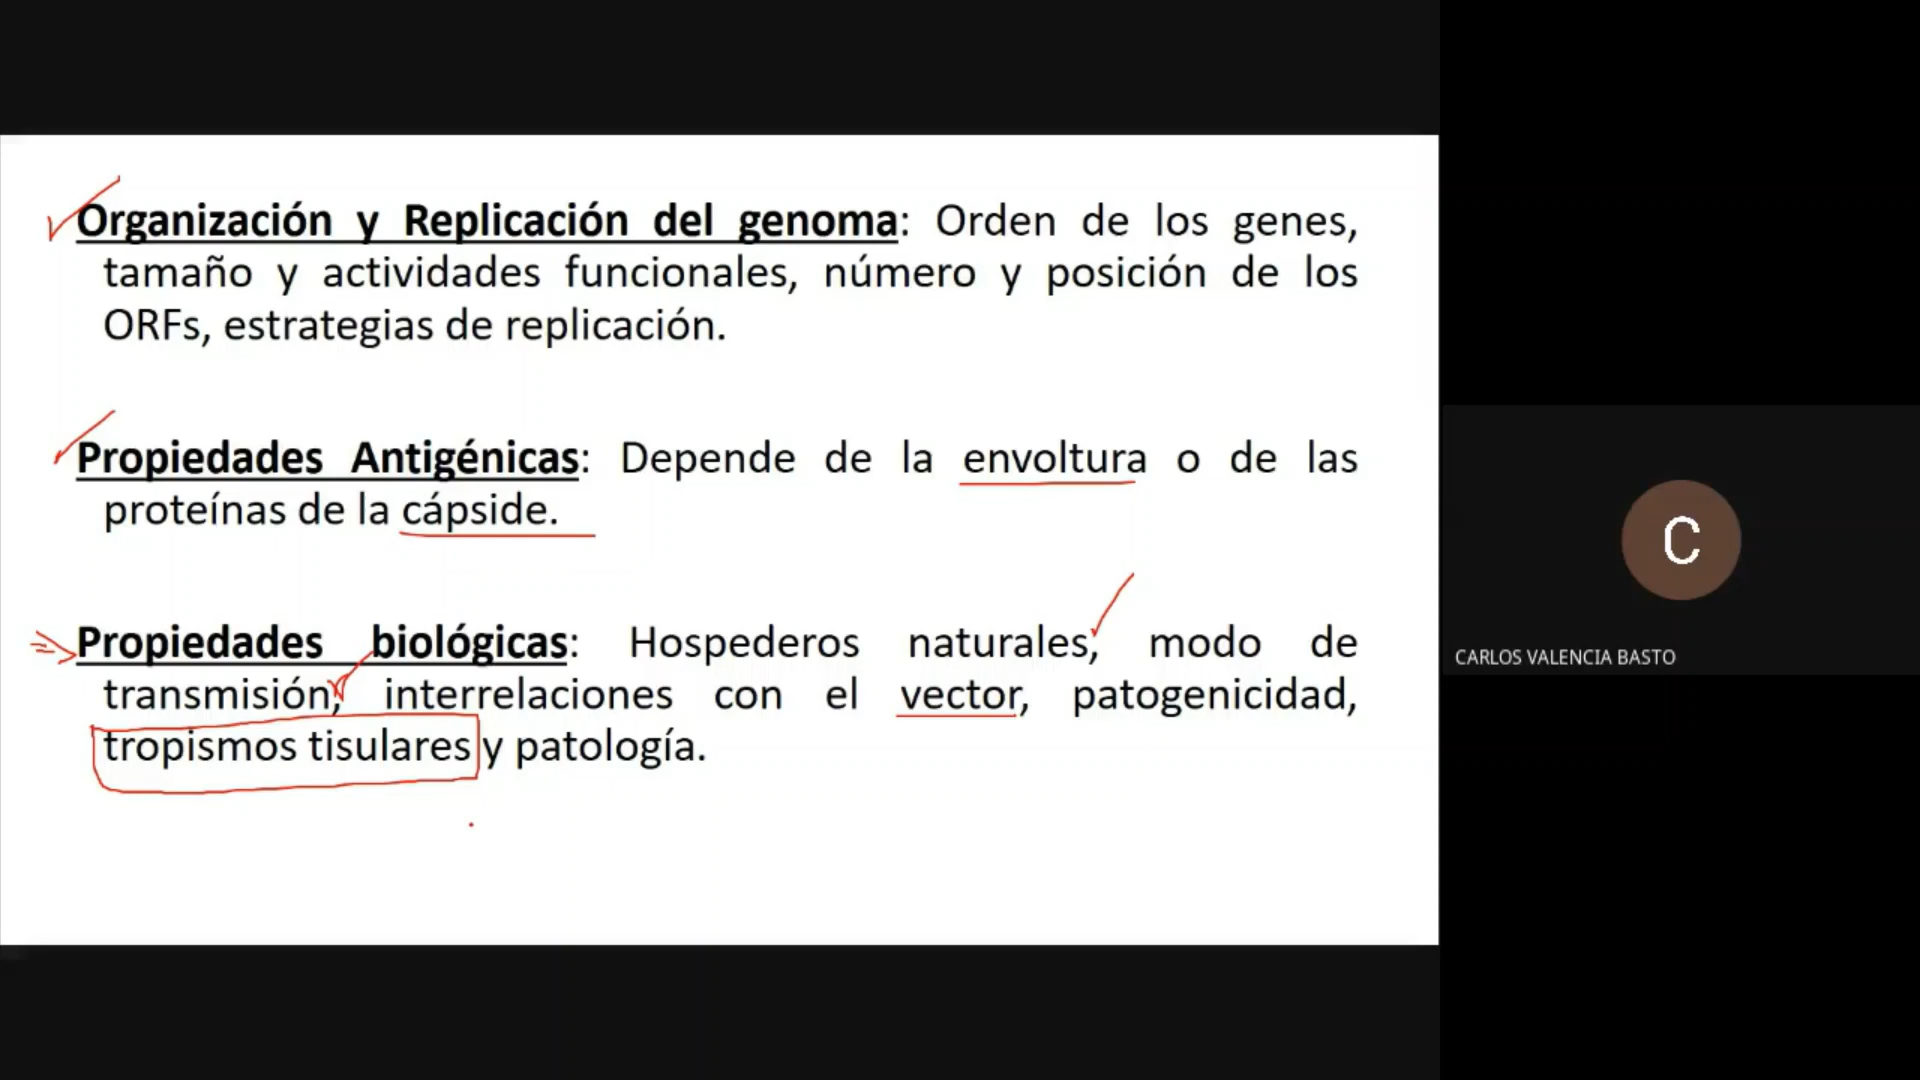 Organización y Replicación del genoma: Orden de los genes,
tamaño y actividades funcionales, número y posición de los
ORFs, estrategias de replicación.
Propiedades Antigénicas: Depende de la envoltura o de las
proteínas de la cápside.
Propiedades biológicas: Hospederos naturales, modo de
transmisión, interrelaciones con el vector, patogenicidad,
tropismos tisulares y patología.
C
CARLOS VALENCIA BASTO